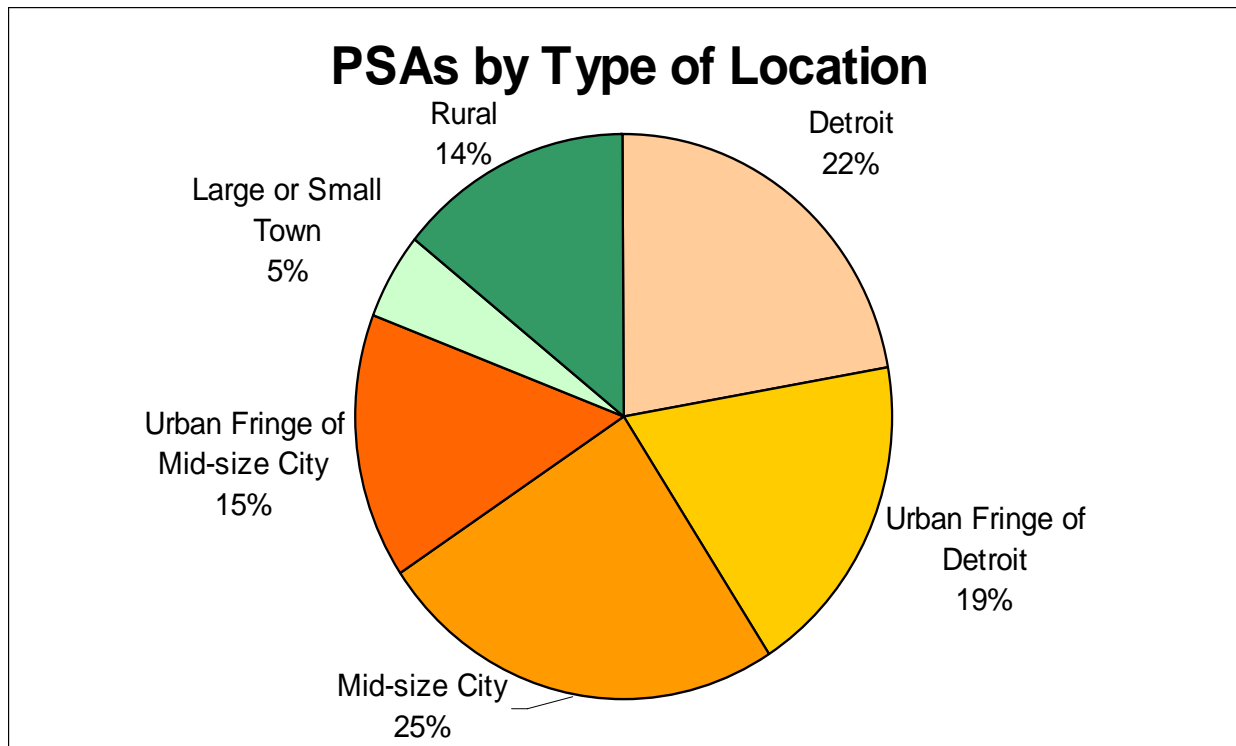 PSAs by Type of Location
Rural
14%
Detroit
22%
Large or Small
Town
5%
Urban Fringe of
Mid-size City
15%
Urban Fringe of
Detroit
19%
Mid-size City
25%